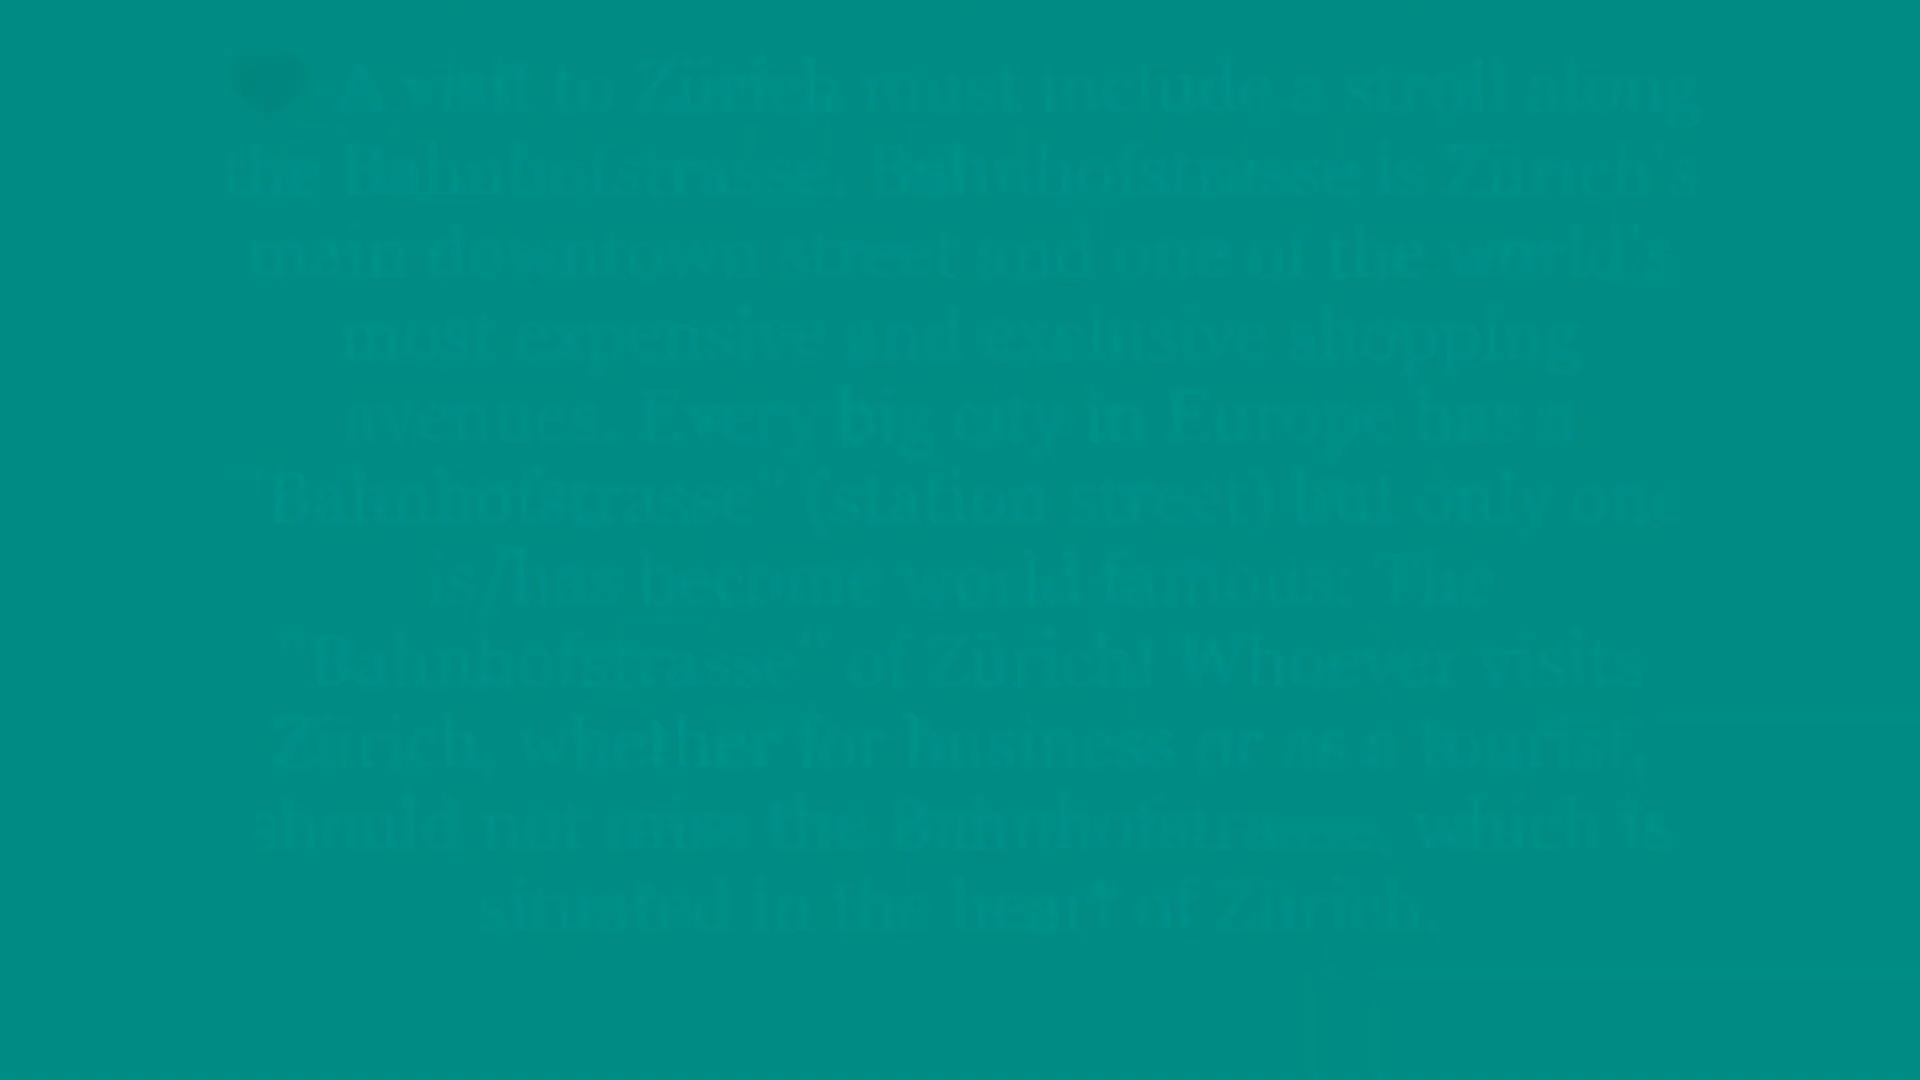 A visit to Zürich must include a stroll along
the Bahnhofstrasse. Bahnhofstrasse is Zürich's
main downtown street and one of the world's
most expensive and exclusive shopping
avenues. Every big city in Europe has a
"Bahnhofstrasse" (station street) but only one
is/has become world-famous: The
"Bahnhofstrasse" of Zürich! Whoever visits
Zürich, whether for business or as a tourist,
should not miss the Bahnhofstrasse, which is
situated in the heart of Zürich.